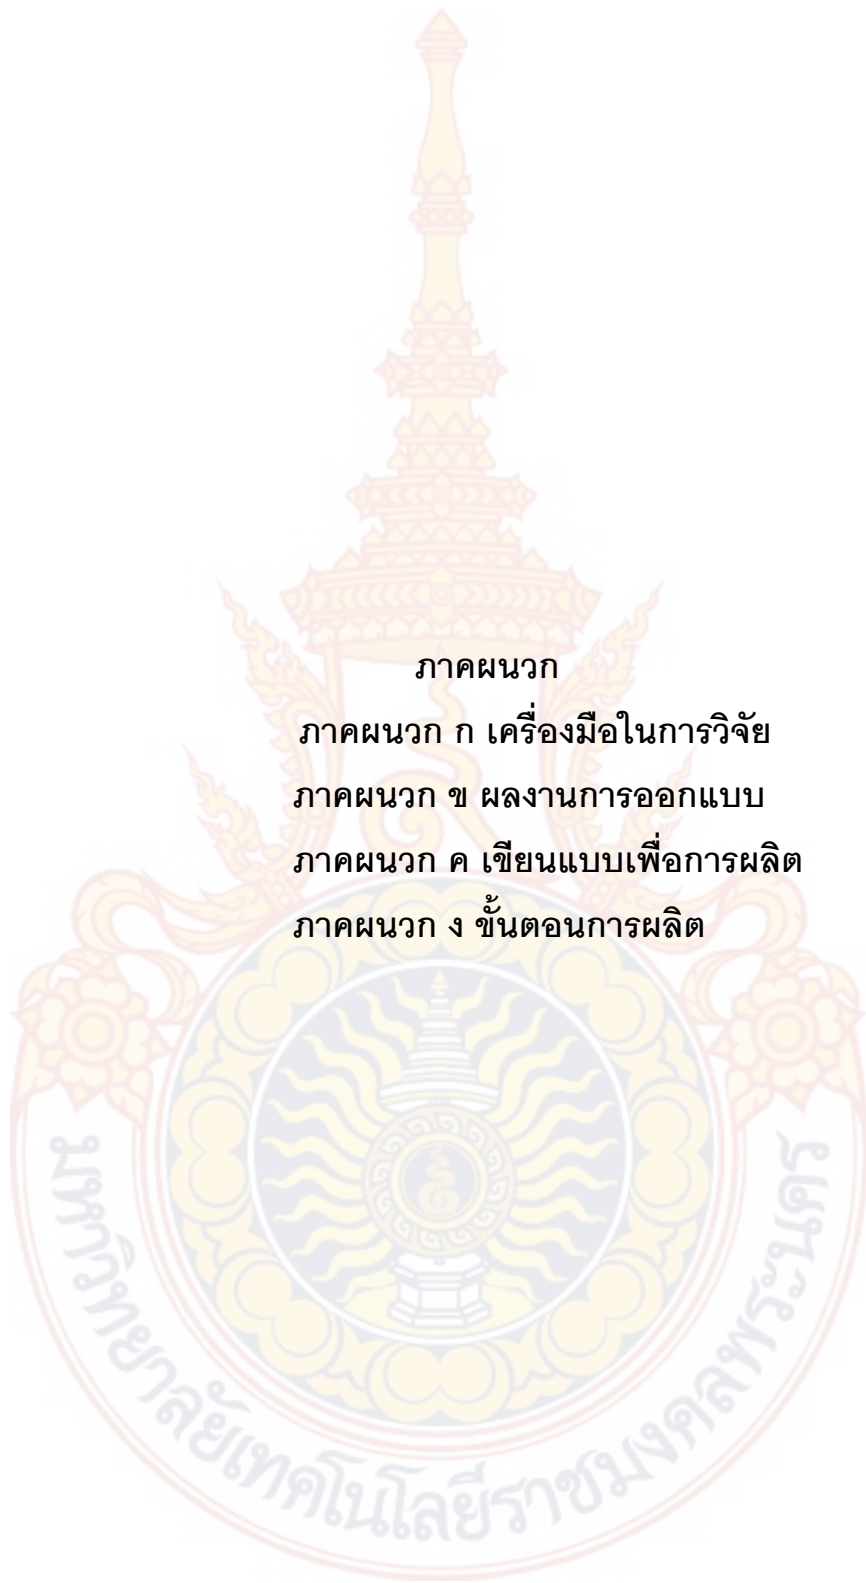 ภาคผนวก
ภาคผนวก ก เครื่องมือในการวิจัย
ภาคผนวก ข ผลงานการออกแบบ
ภาคผนวก ค เขียนแบบเพื่อการผลิต
ภาคผนวก ง ขั้นตอนการผลิต
มหาวิทยาลัยเทคโนโลยีราชมงคลพระนคร